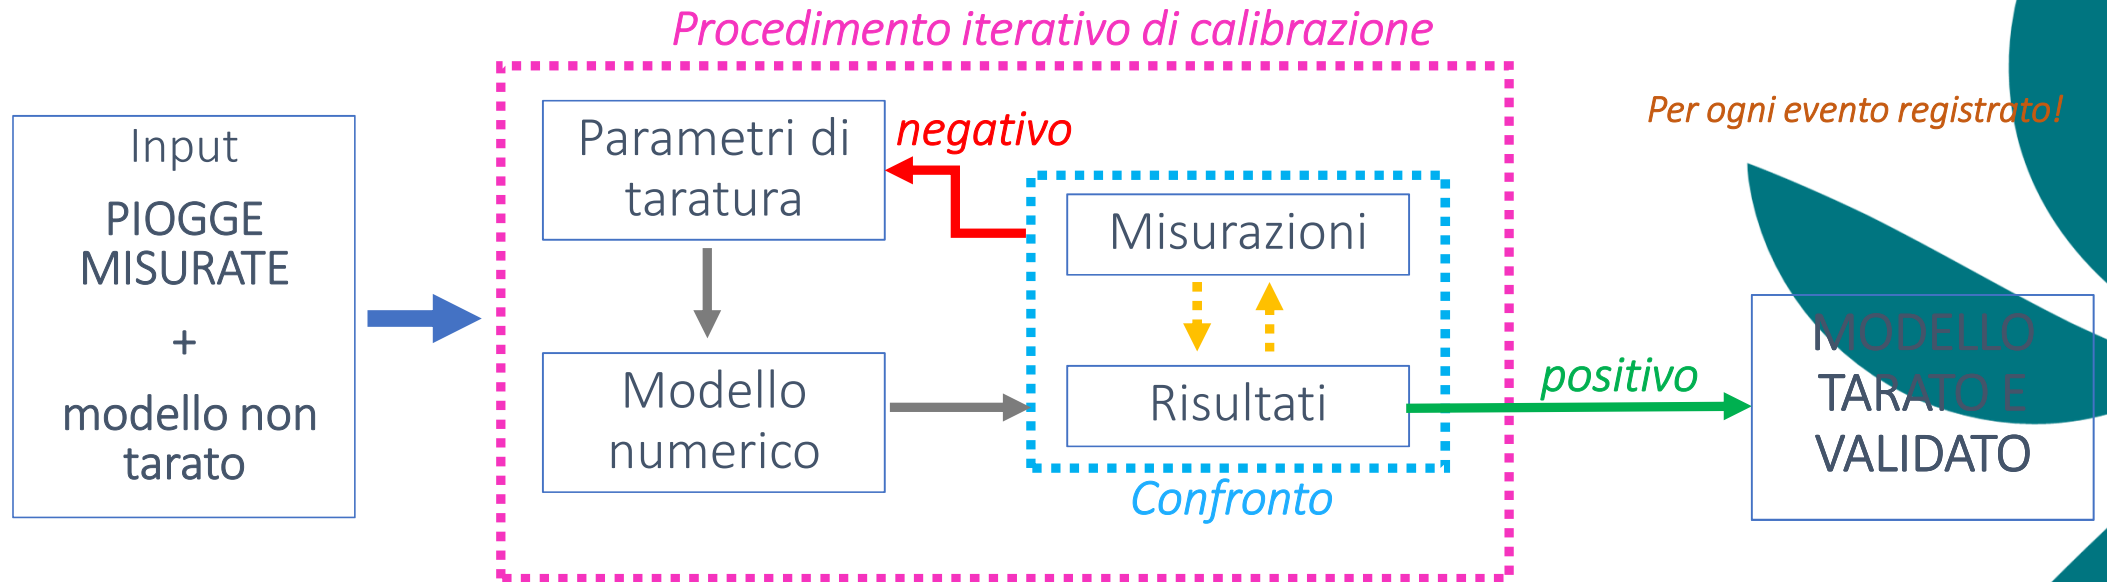 Procedimento iterativo di calibrazione
Per ogni evento registrato!
Input
PIOGGE
MISURATE
+
modello non
tarato
Parametri di
taratura
negativo
Misurazioni
Modello
numerico
Risultati
Confronto
positivo
MODELLO
TARATO E
VALIDATO